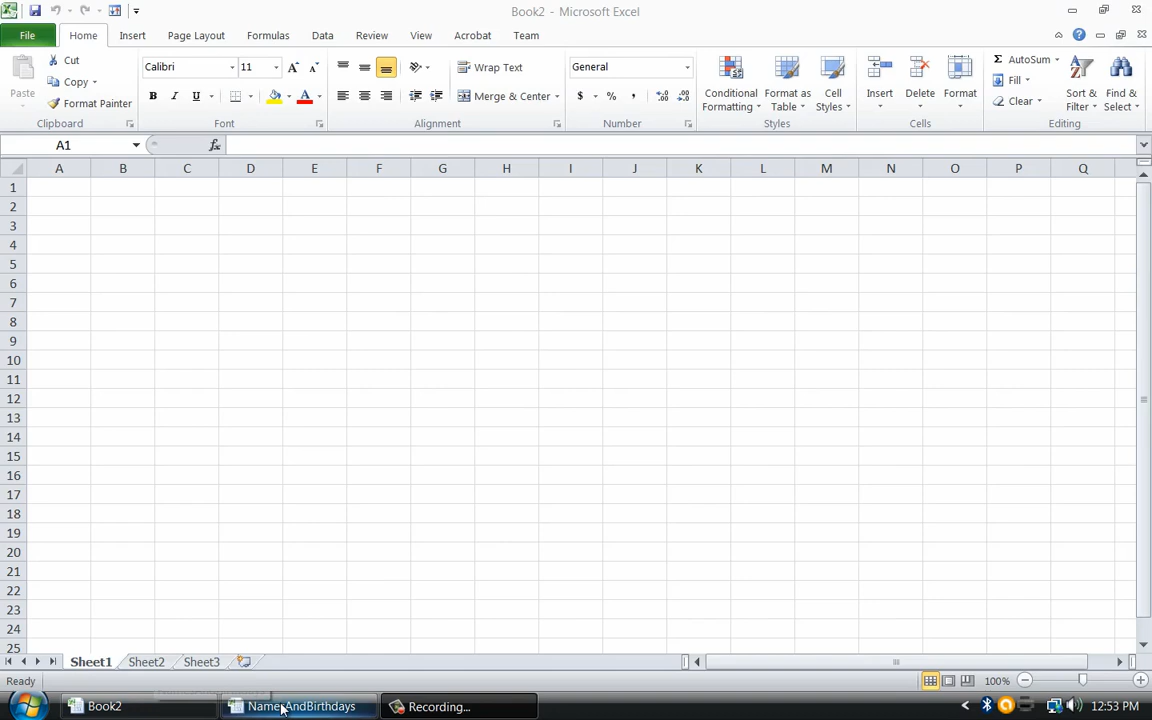 Book2 - Microsoft Excel
File Home Insert Page Layout Formulas Data Review View Acrobat Team
Paste Cut Copy Format Painter Clipboard
Calibri 11 B I U A Font
Wrap Text Merge & Center Alignment
General $ % , Number
Conditional Formatting Format as Table Cell Styles Styles
Insert Delete Format Cells
Σ AutoSum Fill Clear Sort & Filter Find & Select Editing
A1 fx
A B C D E F G H I J K L M N O P Q
1
2
3
4
5
6
7
8
9
10
11
12
13
14
15
16
17
18
19
20
21
22
23
24
25
Sheet1 Sheet2 Sheet3
Ready 100%
Book2 NamesAndBirthdays Recording... 12:53 PM